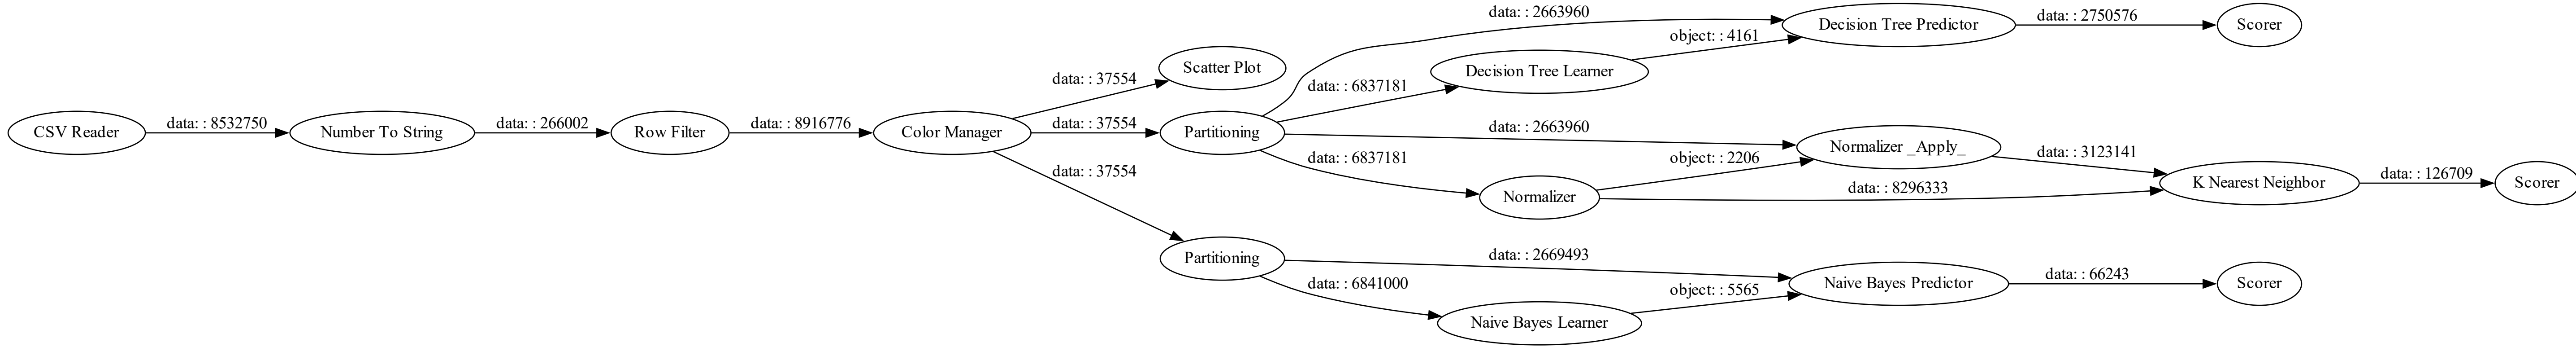 CSV Reader
data: : 8532750
Number To String
data: : 266002
Row Filter
data: : 8916776
Color Manager
data: : 37554
Scatter Plot
data: : 37554
Partitioning
data: : 37554
Partitioning
data: : 2663960
data: : 6837181
Decision Tree Learner
object: : 4161
Decision Tree Predictor
data: : 2750576
Scorer
data: : 2663960
data: : 6837181
Normalizer
object: : 2206
Normalizer _Apply_
data: : 3123141
data: : 8296333
K Nearest Neighbor
data: : 126709
Scorer
data: : 2669493
data: : 6841000
Naive Bayes Learner
object: : 5565
Naive Bayes Predictor
data: : 66243
Scorer